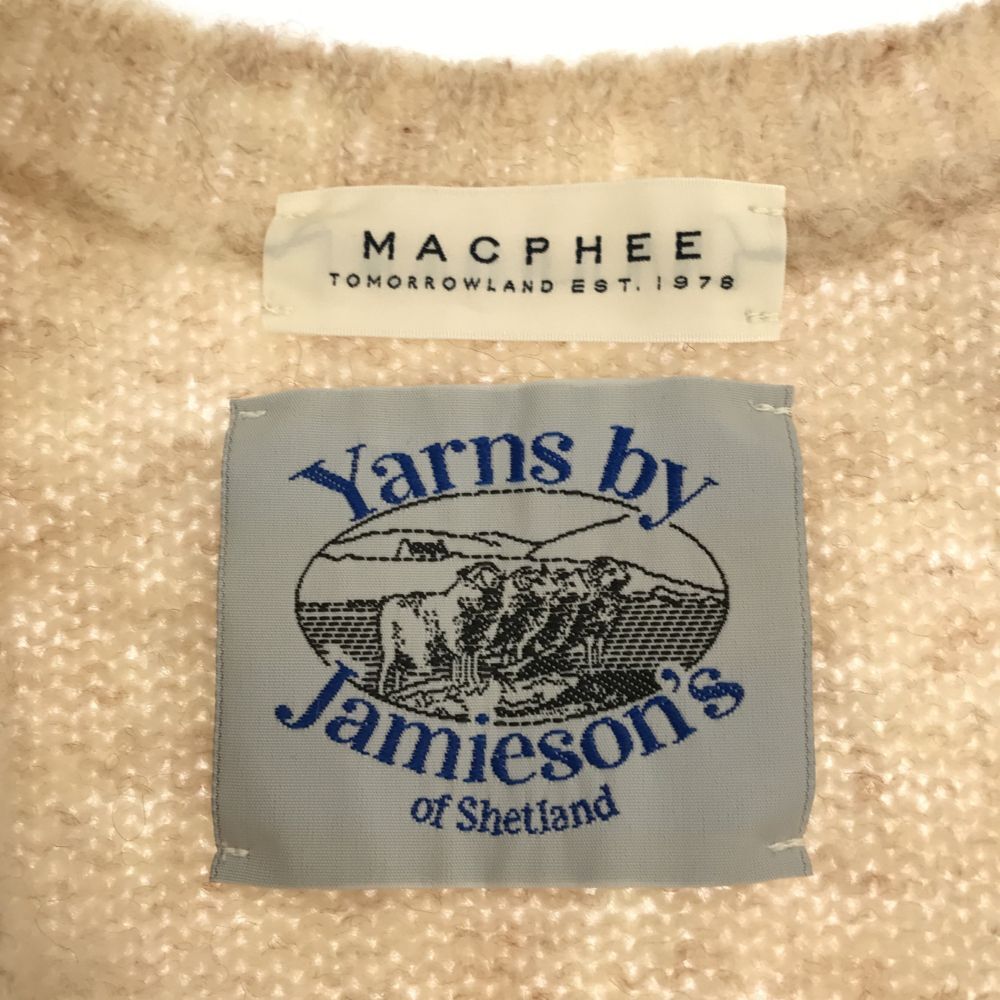 MACPHEE
TOMORROWLAND EST. 1978
Yarns by
Jamieson's
of Shetland